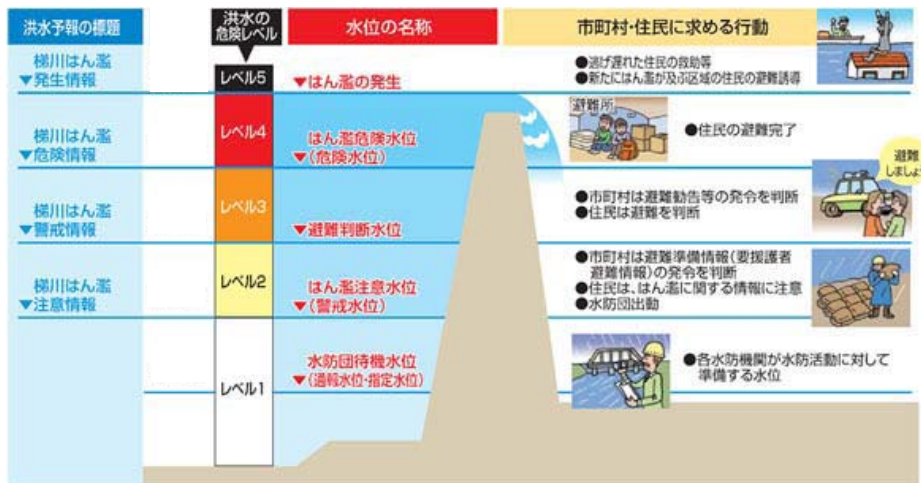 洪水予報の標題
洪水の
危険レベル
水位の名称
市町村・住民に求める行動
梯川はん濫
▼発生情報
レベル5
▼はん濫の発生
●逃げ遅れた住民の救助等
●新たにはん濫が及ぶ区域の住民の避難誘導
梯川はん濫
▼危険情報
レベル4
はん濫危険水位
▼(危険水位)
避難所
●住民の避難完了
梯川はん濫
▼警戒情報
レベル3
▼避難判断水位
●市町村は避難勧告等の発令を判断
●住民は避難を判断
避難
しましょ
梯川はん濫
▼注意情報
レベル2
はん濫注意水位
▼(警戒水位)
●市町村は避難準備情報(要援護者
避難情報)の発令を判断
●住民は、はん濫に関する情報に注意
●水防団出動
レベル1
水防団待機水位
▼(通報水位・指定水位)
●各水防機関が水防活動に対して
準備する水位